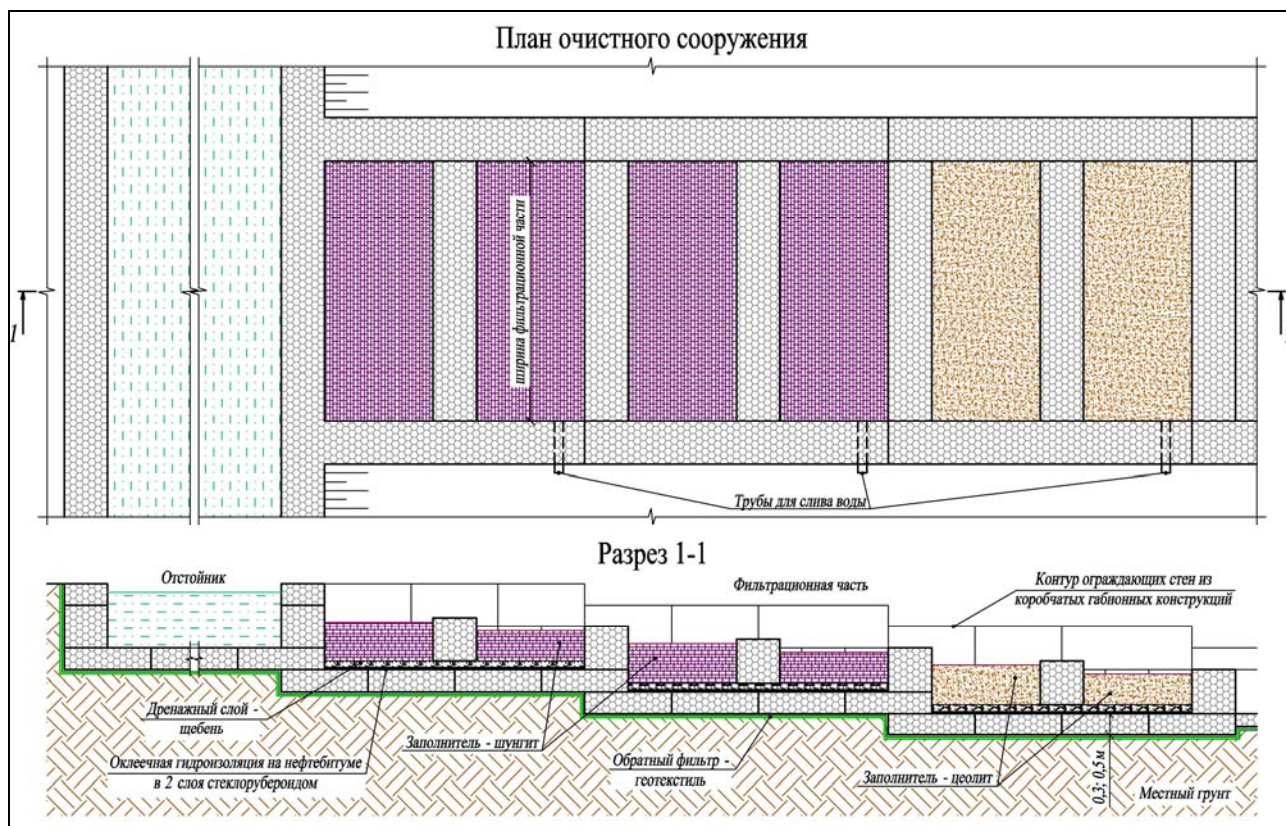 План очистного сооружения
ширина фильтрационной части
1
Трубы для слива воды
Разрез 1-1
Отстойник
Фильтрационная часть
Контур ограждающих стен из
коробчатых габионных конструкций
Дренажный слой -
щебень
Оклеечная гидроизоляция на нефтебитуме
в 2 слоя стеклорубероидом
Заполнитель - шунгит
Обратный фильтр -
геотекстиль
Заполнитель - цеолит
0,3; 0,5 м
Местный грунт